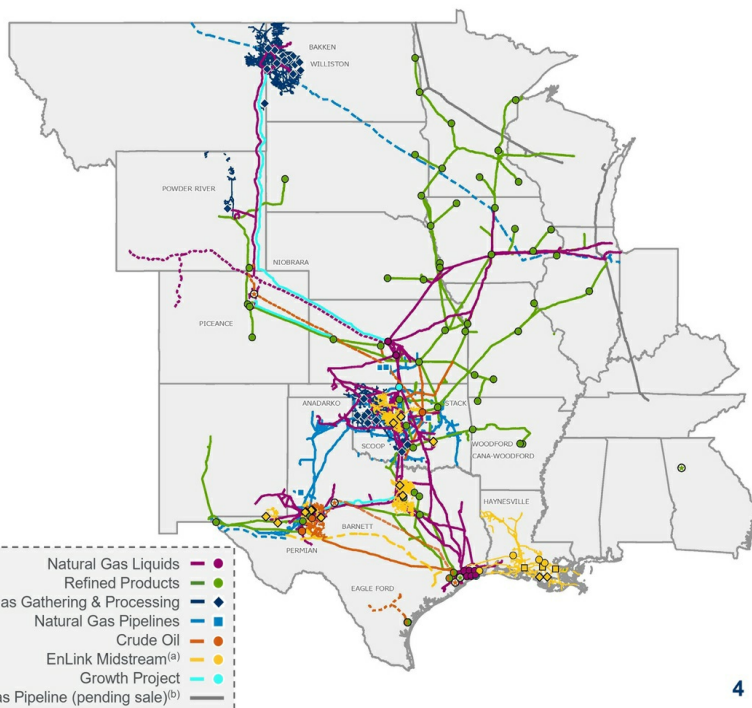 BAKKEN
WILLISTON
POWDER RIVER
NIOBRARA
PICEANCE
ANADARKO
STACK
SCOOP
WOODFORD
CANA-WOODFORD
HAYNESVILLE
BARNETT
PERMIAN
EAGLE FORD
Natural Gas Liquids
Refined Products
as Gathering & Processing
Natural Gas Pipelines
Crude Oil
EnLink Midstream(a)
Growth Project
as Pipeline (pending sale)(b)
4